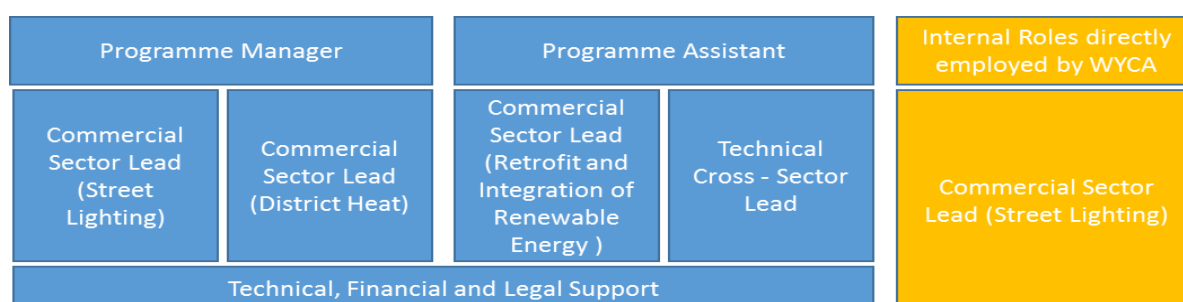 Programme Manager
Programme Assistant
Internal Roles directly
employed by WYCA
Commercial
Sector Lead
(Street
Lighting)
Commercial
Sector Lead
(District Heat)
Commercial
Sector Lead
(Retrofit and
Integration of
Renewable
Energy )
Technical
Cross - Sector
Lead
Commercial Sector
Lead (Street Lighting)
Technical, Financial and Legal Support